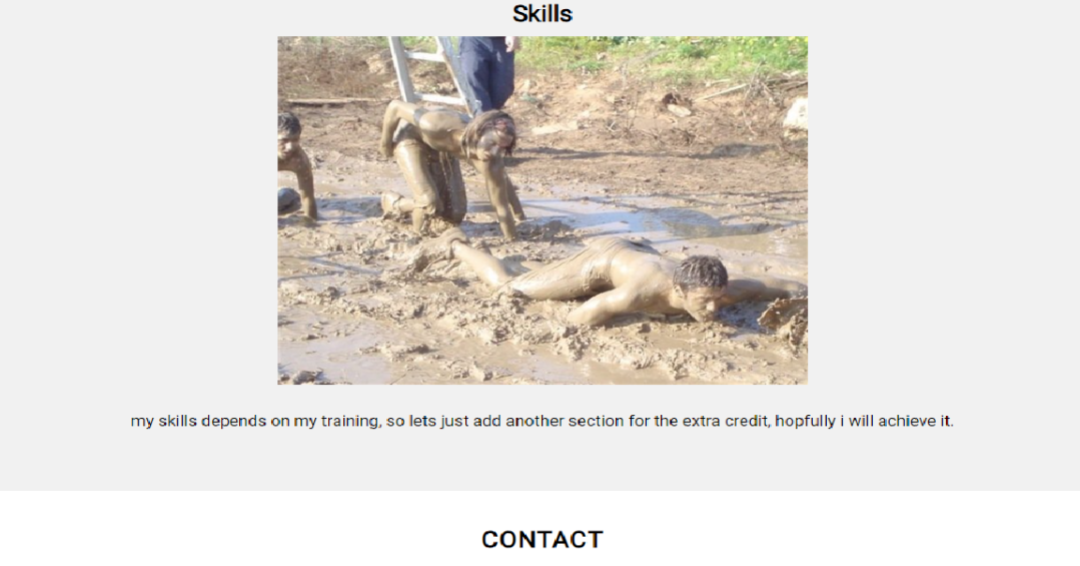 Skills
my skills depends on my training, so lets just add another section for the extra credit, hopfully i will achieve it.
CONTACT